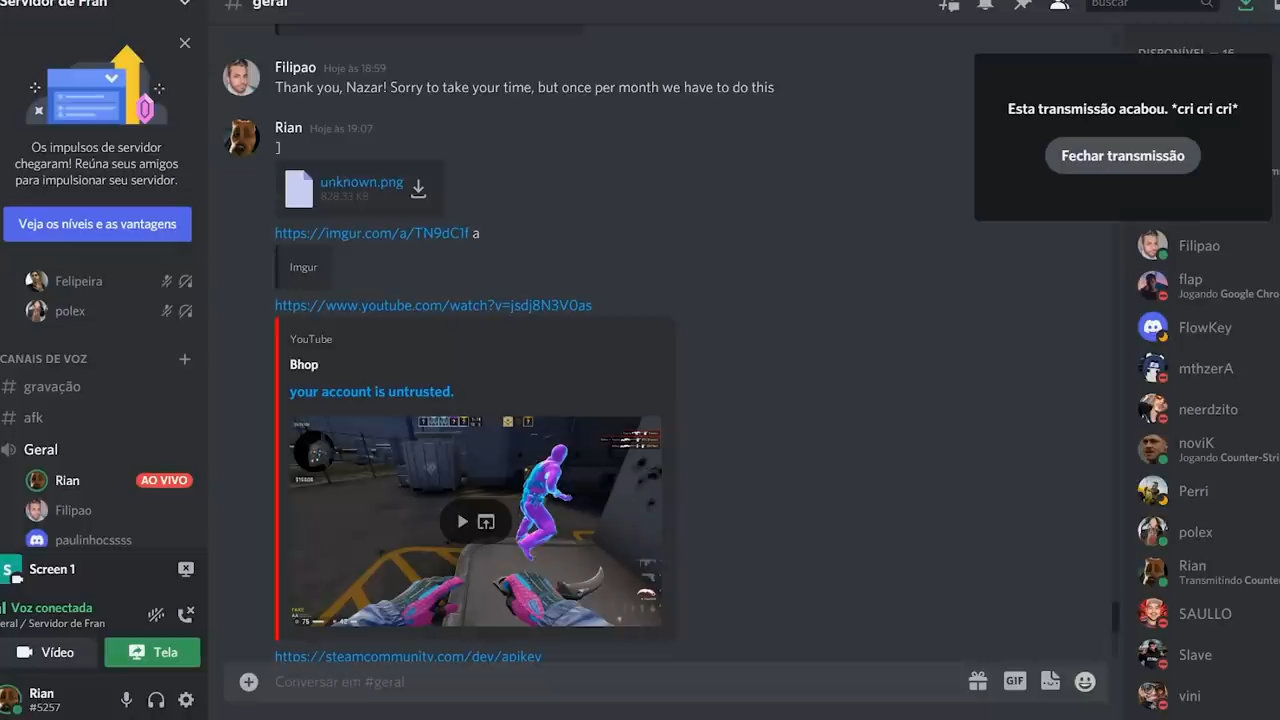 Servidor de Fran
Os impulsos de servidor
chegaram! Reúna seus amigos
para impulsionar seu servidor.
Veja os níveis e as vantagens
Felipeira
polex
CANAIS DE VOZ
# gravação
# afk
Geral
Rian
AO VIVO
Filipao
paulinhocssss
S
Screen 1
Voz conectada
eral / Servidor de Fran
Vídeo
Tela
Rian
#5257
# geral
Filipao Hoje às 18:59
Thank you, Nazar! Sorry to take your time, but once per month we have to do this
Rian Hoje às 19:07
]
unknown.png
828.33 KB
https://imgur.com/a/TN9dC1f a
Imgur
https://www.youtube.com/watch?v=jsdj8N3V0as
YouTube
Bhop
your account is untrusted.
https://steamcommunity.com/dev/apikey
Conversar em #geral
GIF
Buscar
DISPONÍVEL — 15
Esta transmissão acabou. *cri cri cri*
Fechar transmissão
Filipao
flap
Jogando Google Chro
FlowKey
mthzerA
neerdzito
noviK
Jogando Counter-Stri
Perri
polex
Rian
Transmitindo Counte
SAULLO
Slave
vini